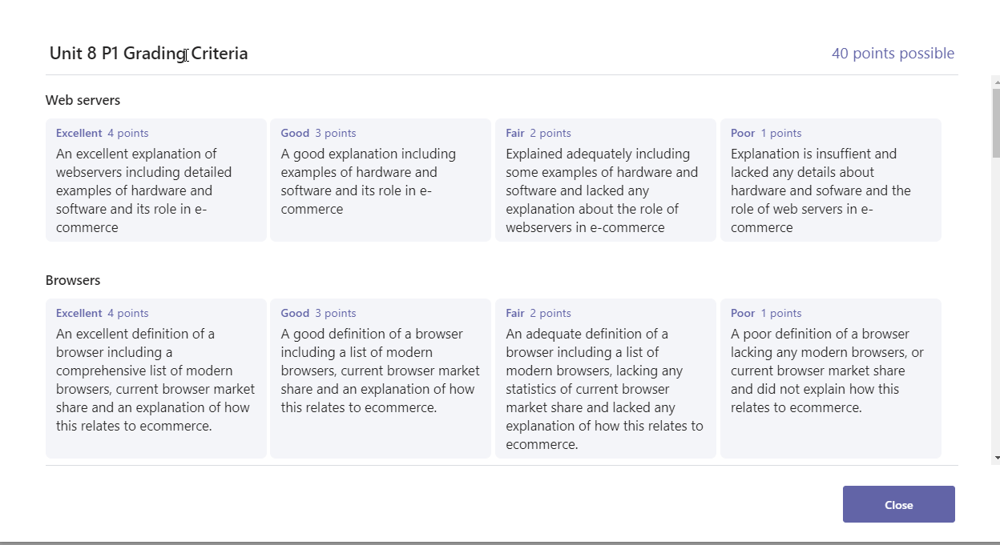 Unit 8 P1 Grading Criteria
40 points possible
Web servers
Excellent 4 points
An excellent explanation of
webservers including detailed
examples of hardware and
software and its role in e-
commerce
Good 3 points
A good explanation including
examples of hardware and
software and its role in e-
commerce
Fair 2 points
Explained adequately including
some examples of hardware and
software and lacked any
explanation about the role of
webservers in e-commerce
Poor 1 points
Explanation is insuffient and
lacked any details about
hardware and sofware and the
role of web servers in e-
commerce
Browsers
Excellent 4 points
An excellent definition of a
browser including a
comprehensive list of modern
browsers, current browser market
share and an explanation of how
this relates to ecommerce.
Good 3 points
A good definition of a browser
including a list of modern
browsers, current browser market
share and an explanation of how
this relates to ecommerce.
Fair 2 points
An adequate definition of a
browser including a list of
modern browsers, lacking any
statistics of current browser
market share and lacked any
explanation of how this relates to
ecommerce.
Poor 1 points
A poor definition of a browser
lacking any modern browsers, or
current browser market share
and did not explain how this
relates to ecommerce.
Close